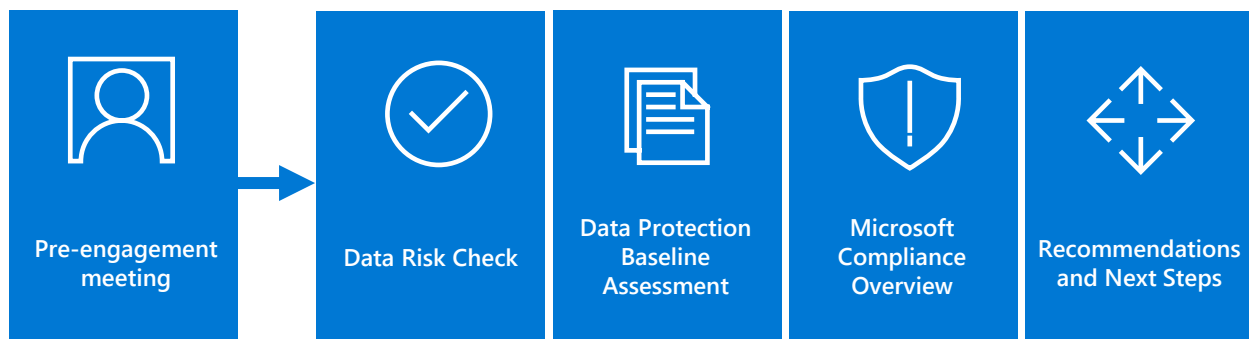 Pre-engagement
meeting
Data Risk Check
Data Protection
Baseline
Assessment
Microsoft
Compliance
Overview
Recommendations
and Next Steps